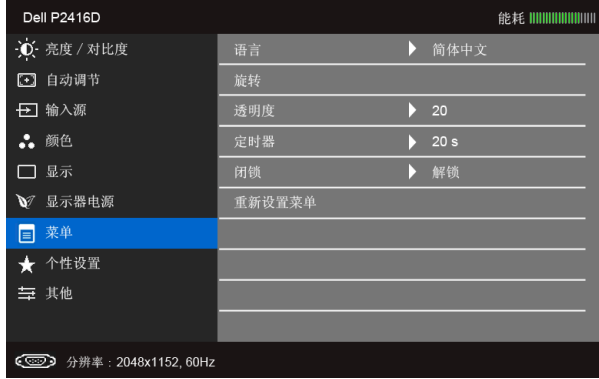 Dell P2416D 能耗
亮度 / 对比度 语言 简体中文
自动调节 旋转
输入源 透明度 20
颜色 定时器 20 s
显示 闭锁 解锁
显示器电源 重新设置菜单
菜单
个性设置
其他
分辨率 : 2048x1152, 60Hz